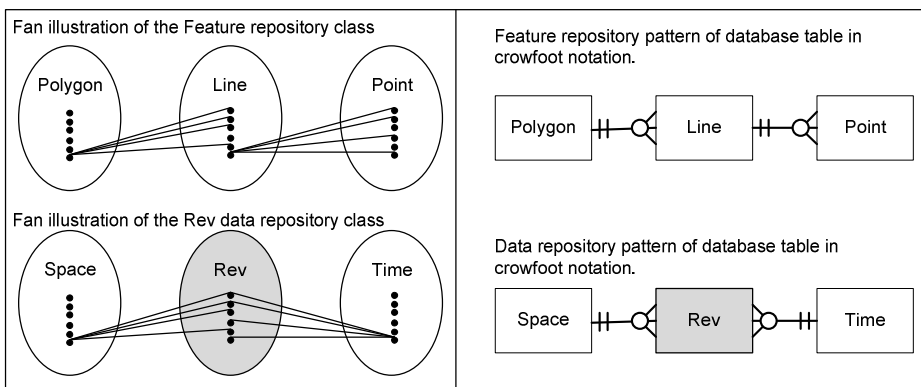 Fan illustration of the Feature repository class
Polygon
Line
Point
Fan illustration of the Rev data repository class
Space
Rev
Time
Feature repository pattern of database table in
crowfoot notation.
Polygon
Line
Point
Data repository pattern of database table in
crowfoot notation.
Space
Rev
Time